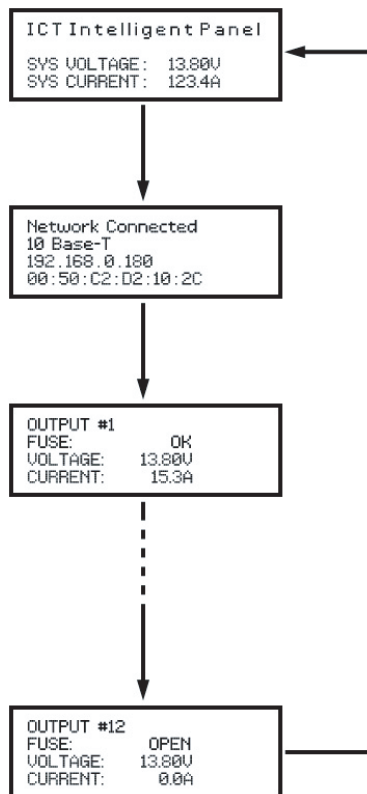 ICT Intelligent Panel
SYS VOLTAGE: 13.80V
SYS CURRENT: 123.4A
Network Connected
10 Base-T
192.168.0.180
00:50:C2:D2:10:2C
OUTPUT #1
FUSE: OK
VOLTAGE: 13.80V
CURRENT: 15.3A
OUTPUT #12
FUSE: OPEN
VOLTAGE: 13.80V
CURRENT: 0.0A